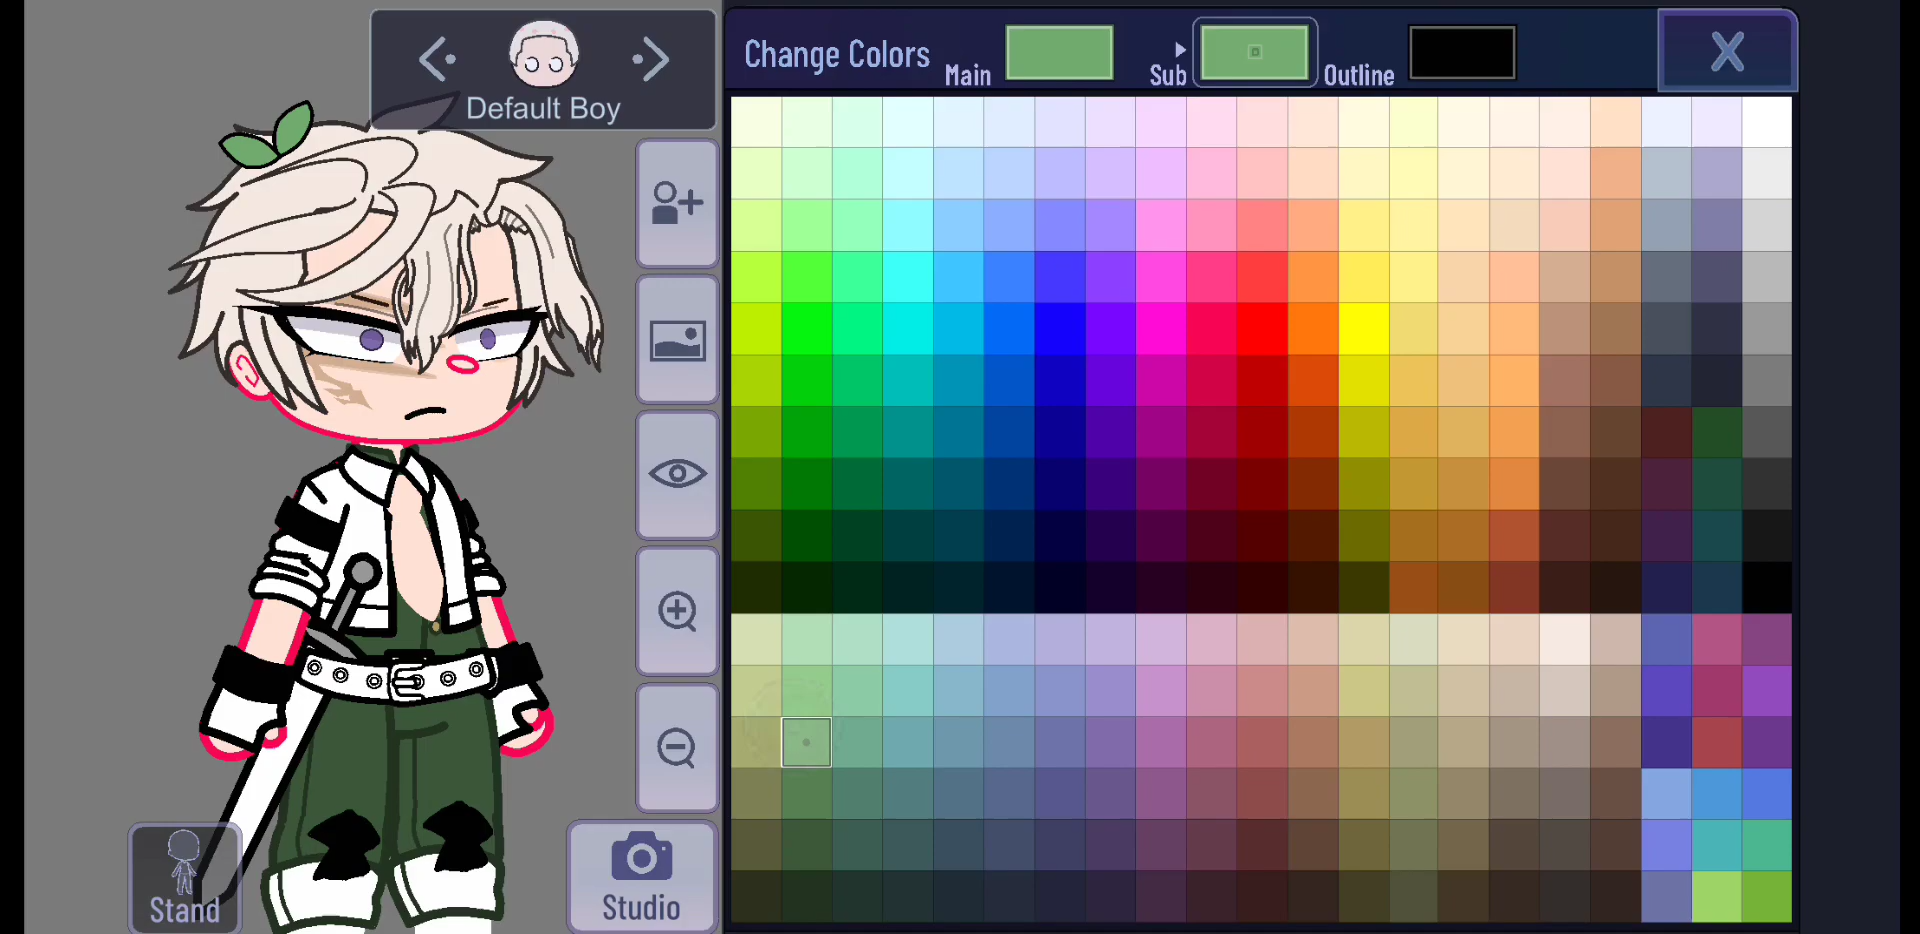 Default Boy
Change Colors
Main
Sub
Outline
X
Stand
Studio